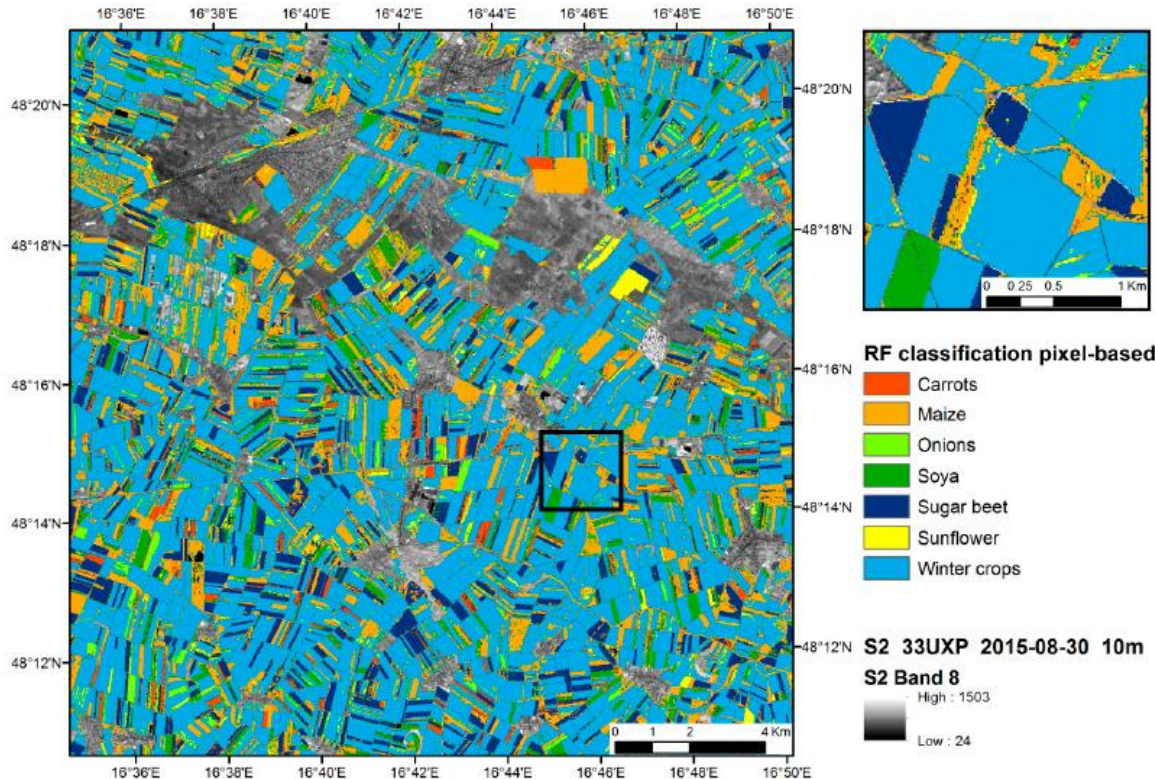 16°36'E 16°38'E 16°40'E 16°42'E 16°44'E 16°46'E 16°48'E 16°50'E
48°20'N 48°20'N
48°18'N 48°18'N
48°16'N 48°16'N
48°14'N 48°14'N
48°12'N 48°12'N
0 1 2 4 Km
16°36'E 16°38'E 16°40'E 16°42'E 16°44'E 16°46'E 16°48'E 16°50'E
0 0.25 0.5 1 Km
RF classification pixel-based
Carrots
Maize
Onions
Soya
Sugar beet
Sunflower
Winter crops
S2 33UXP 2015-08-30 10m
S2 Band 8
High : 1503
Low : 24